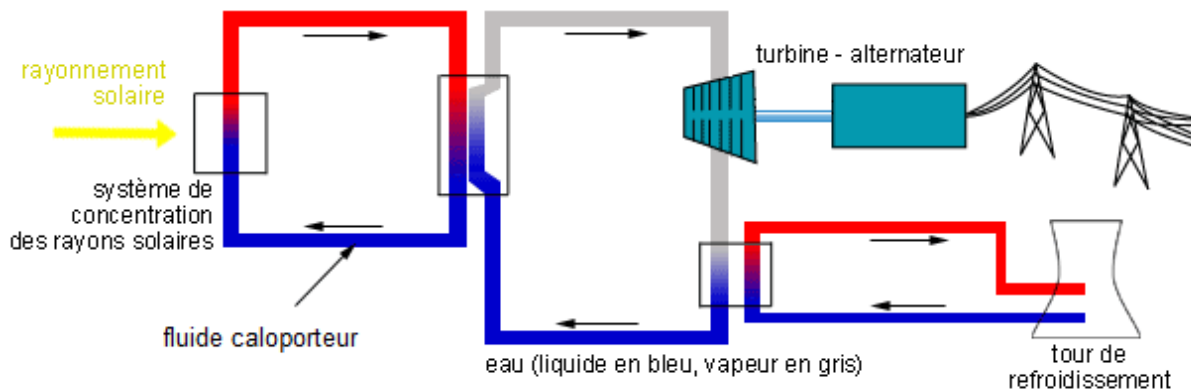 rayonnement
solaire
turbine - alternateur
système de
concentration
des rayons solaires
fluide caloporteur
eau (liquide en bleu, vapeur en gris)
tour de
refroidissement